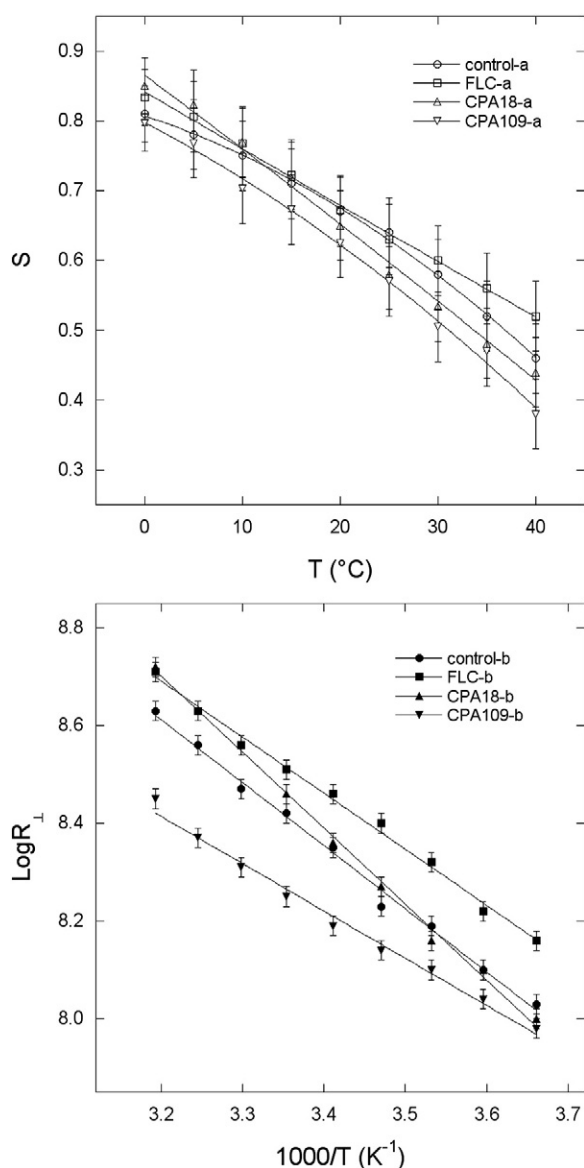 0.9
0.8
0.7
0.6
0.5
0.4
0.3
S
control-a
FLC-a
CPA18-a
CPA109-a
0 10 20 30 40
T (°C)
8.8
8.6
8.4
8.2
8.0
LogR⊥
control-b
FLC-b
CPA18-b
CPA109-b
3.2 3.3 3.4 3.5 3.6 3.7
1000/T (K⁻¹)